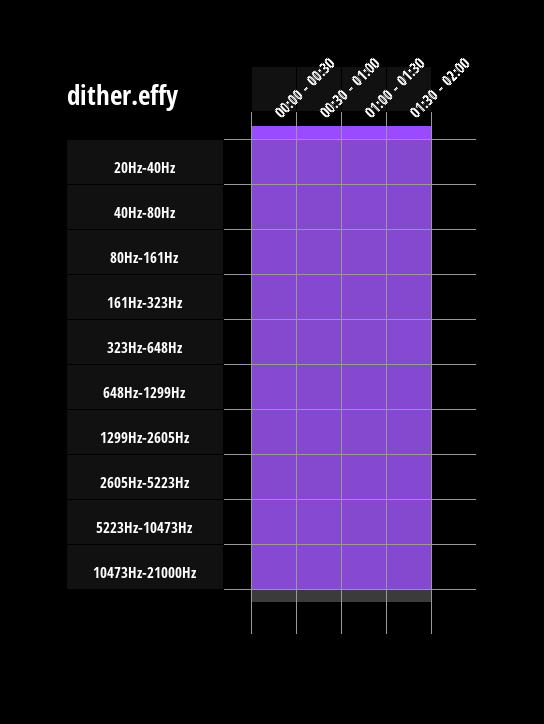 dither.effy
00:00 - 00:30
00:30 - 01:00
01:00 - 01:30
01:30 - 02:00
20Hz-40Hz
40Hz-80Hz
80Hz-161Hz
161Hz-323Hz
323Hz-648Hz
648Hz-1299Hz
1299Hz-2605Hz
2605Hz-5223Hz
5223Hz-10473Hz
10473Hz-21000Hz